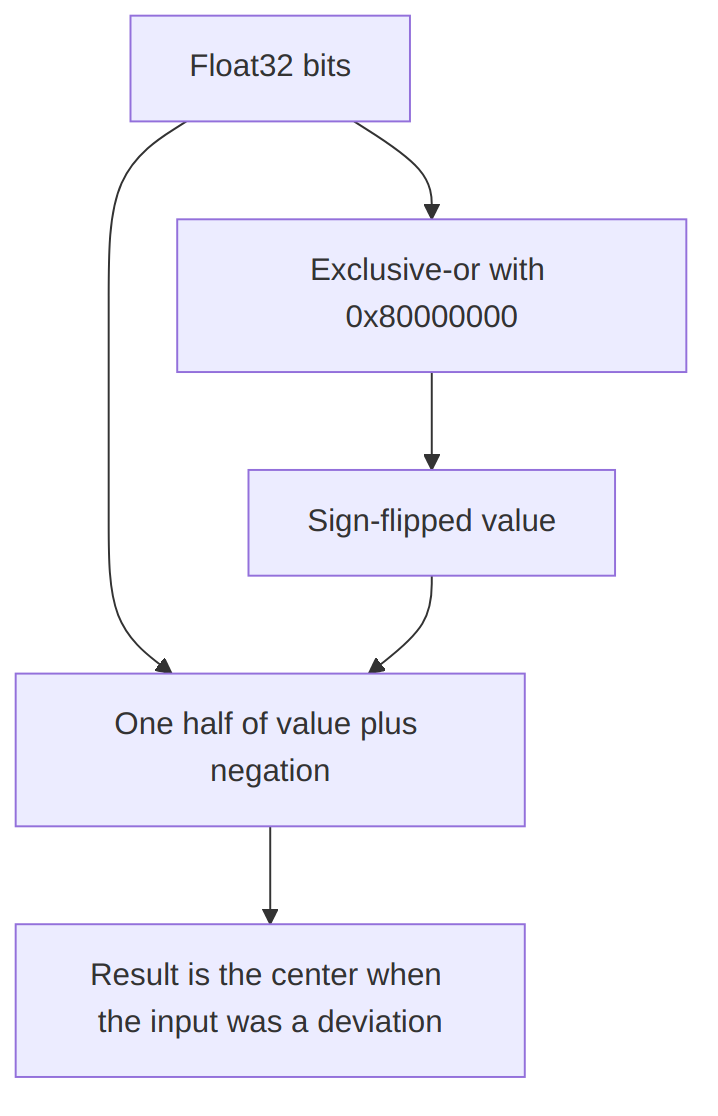 Float32 bits
Exclusive-or with
0x80000000
Sign-flipped value
One half of value plus
negation
Result is the center when
the input was a deviation